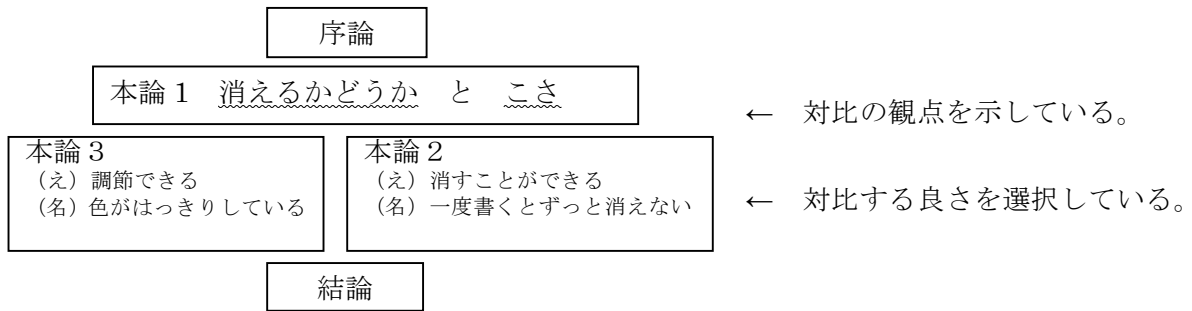 序論
本論1　消えるかどうか　と　こさ
←　対比の観点を示している。
本論3
(え)調節できる
(名)色がはっきりしている
本論2
(え)消すことができる
(名)一度書くとずっと消えない
←　対比する良さを選択している。
結論